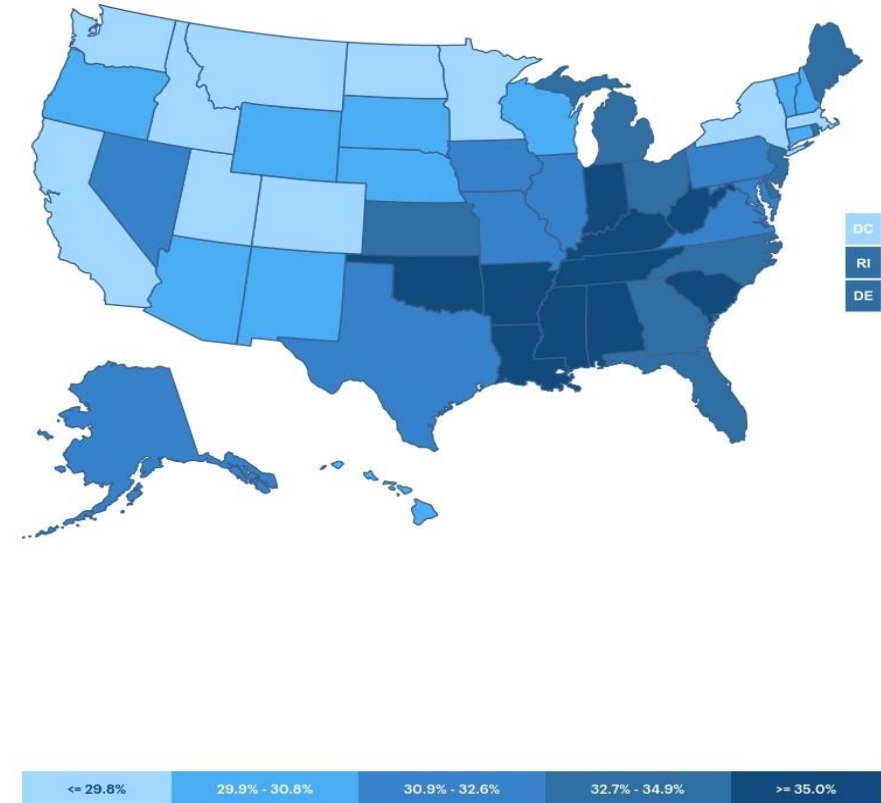 DC
RI
DE
<= 29.8% 29.9% - 30.8% 30.9% - 32.6% 32.7% - 34.9% >= 35.0%